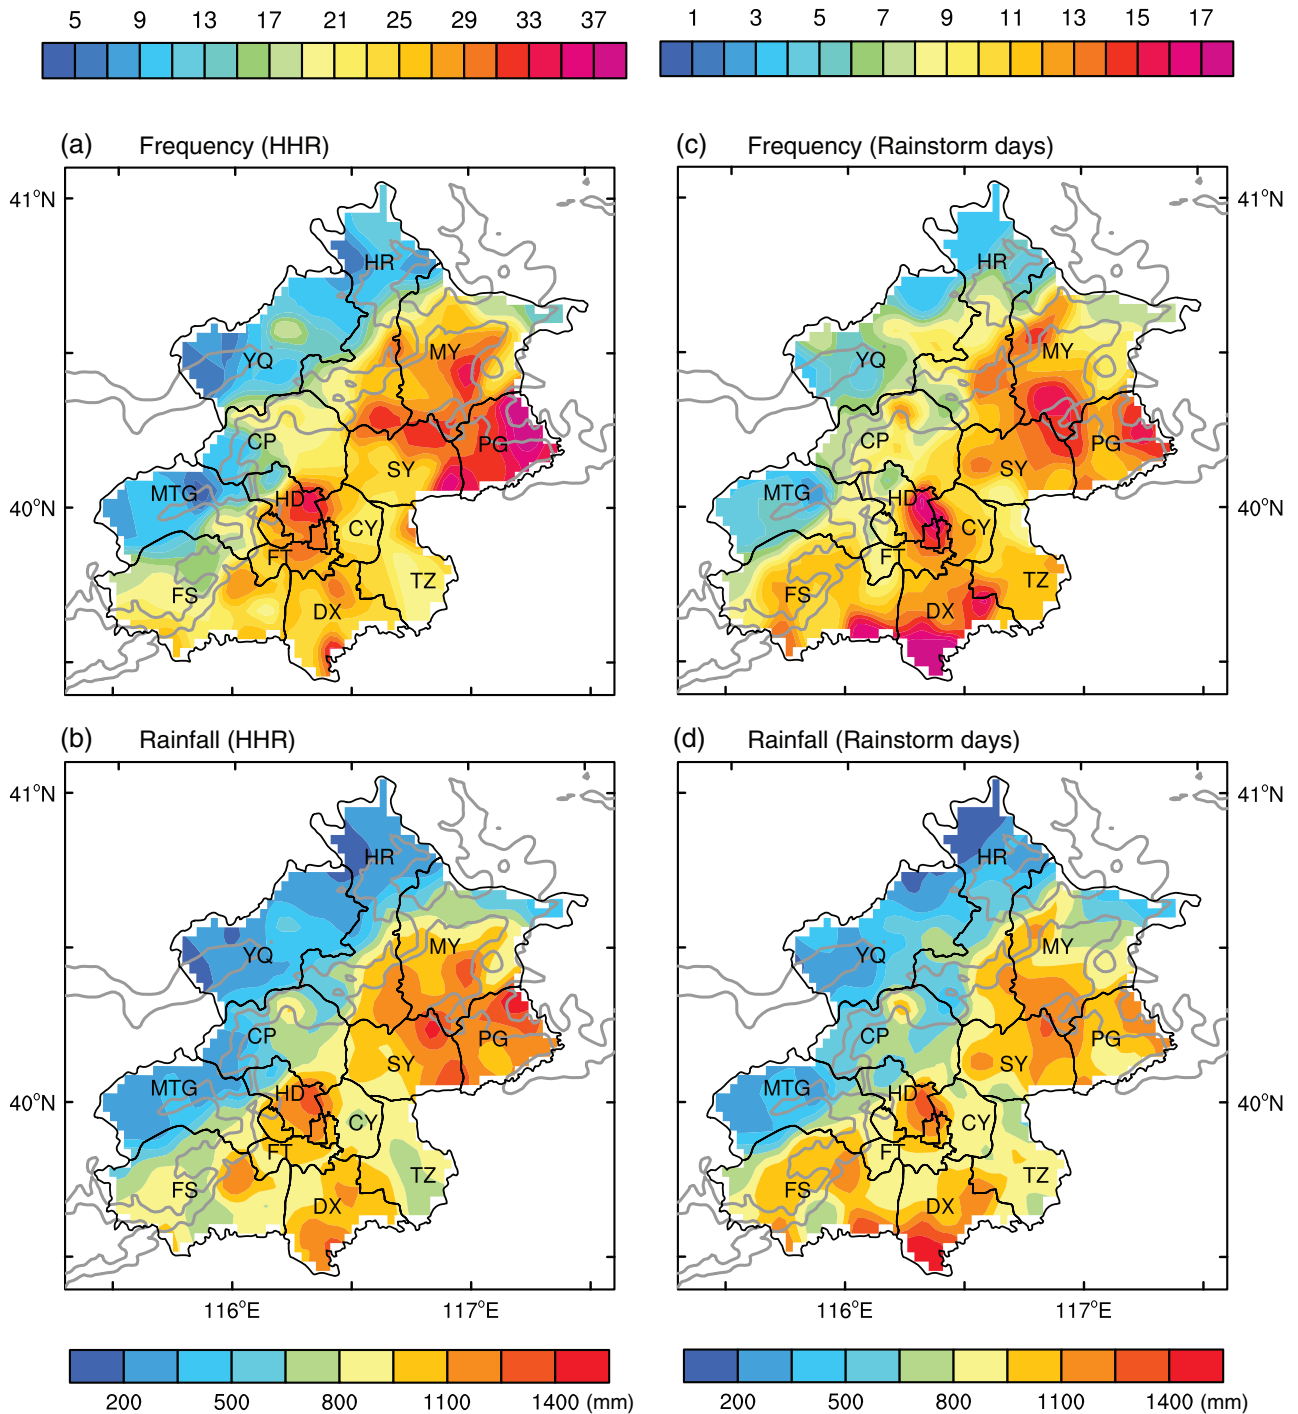 5 9 13 17 21 25 29 33 37
1 3 5 7 9 11 13 15 17
(a) Frequency (HHR)
(c) Frequency (Rainstorm days)
41°N
HR
YQ
MY
CP
PG
SY
MTG
HD
40°N
CY
FT
FS
TZ
DX
HR
41°N
YQ
MY
CP
PG
SY
MTG
HD
40°N
CY
FT
FS
TZ
DX
(b) Rainfall (HHR)
(d) Rainfall (Rainstorm days)
41°N
HR
YQ
MY
CP
PG
SY
MTG
HD
40°N
CY
FT
FS
TZ
DX
116°E 117°E
HR
41°N
YQ
MY
CP
PG
SY
MTG
HD
40°N
CY
FT
FS
TZ
DX
116°E 117°E
200 500 800 1100 1400 (mm)
200 500 800 1100 1400 (mm)